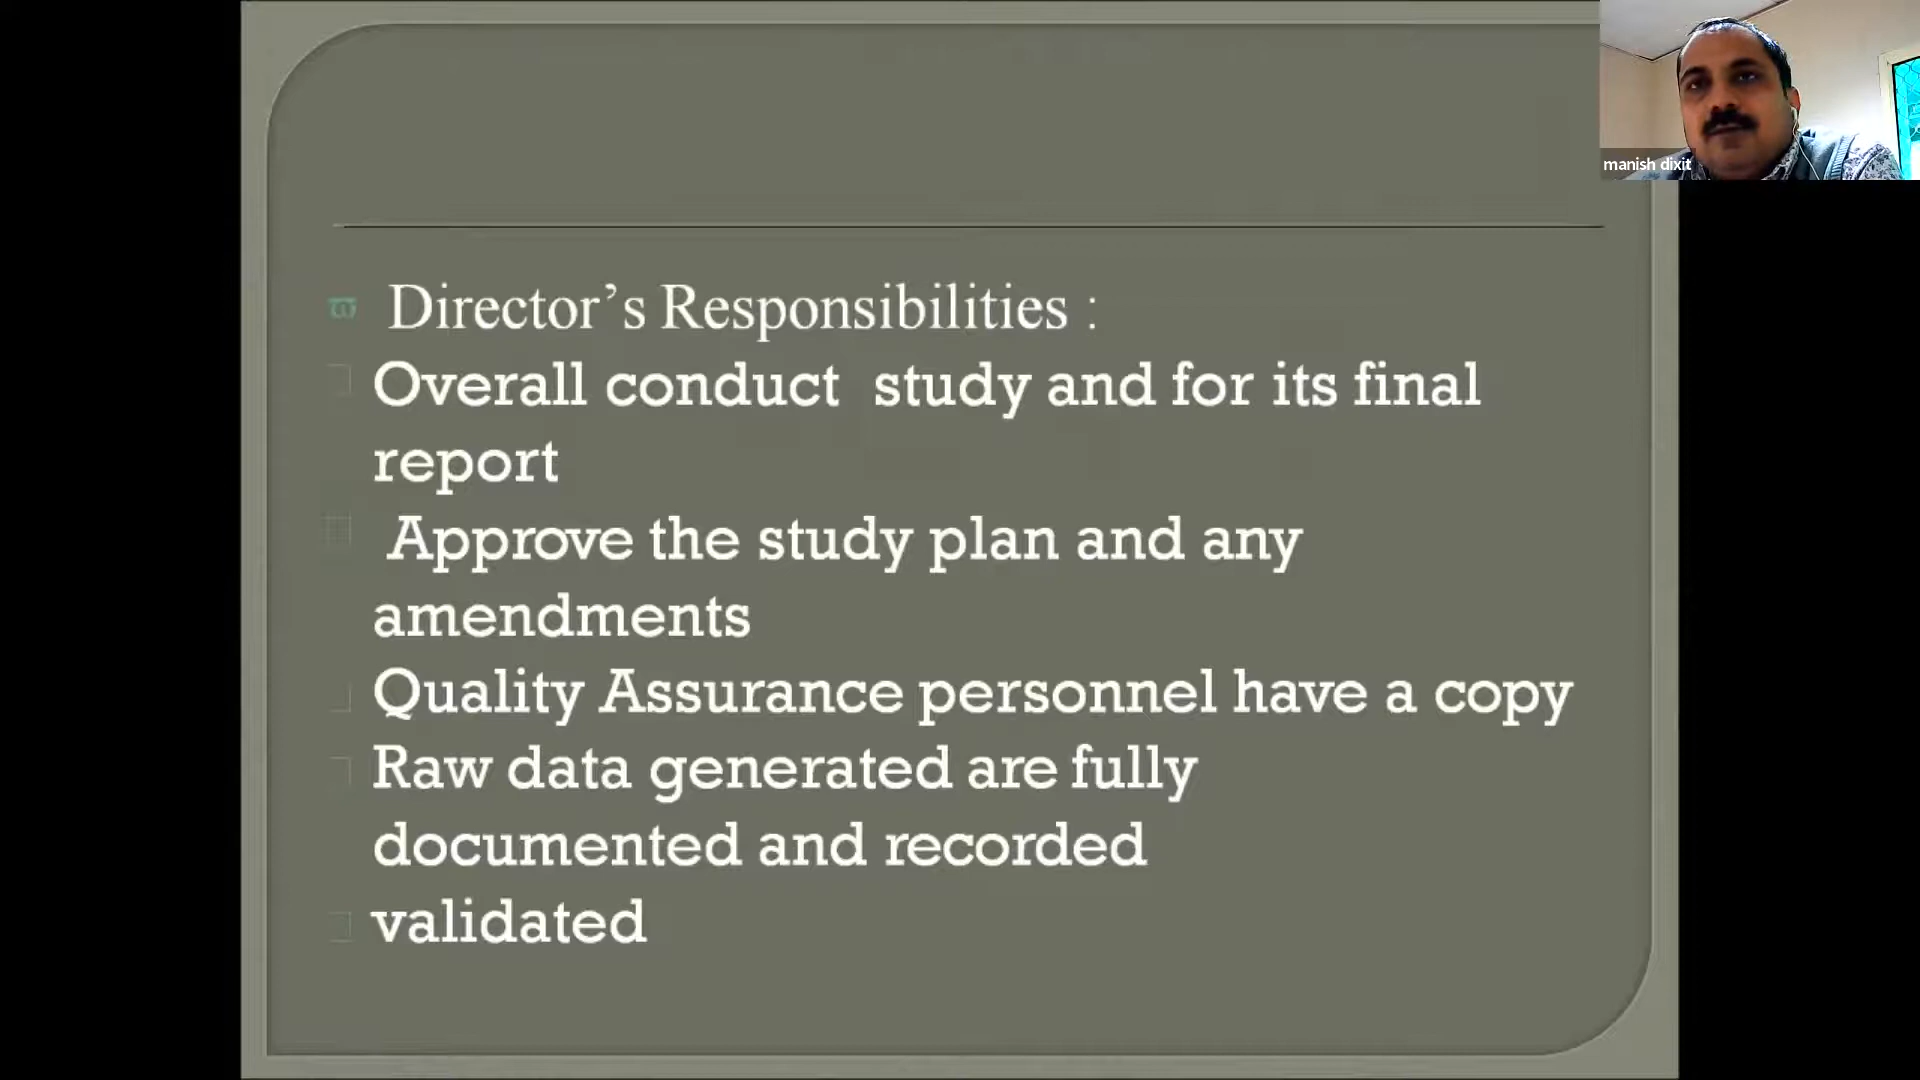 manish dixit
Director’s Responsibilities :
Overall conduct study and for its final
report
Approve the study plan and any
amendments
Quality Assurance personnel have a copy
Raw data generated are fully
documented and recorded
validated